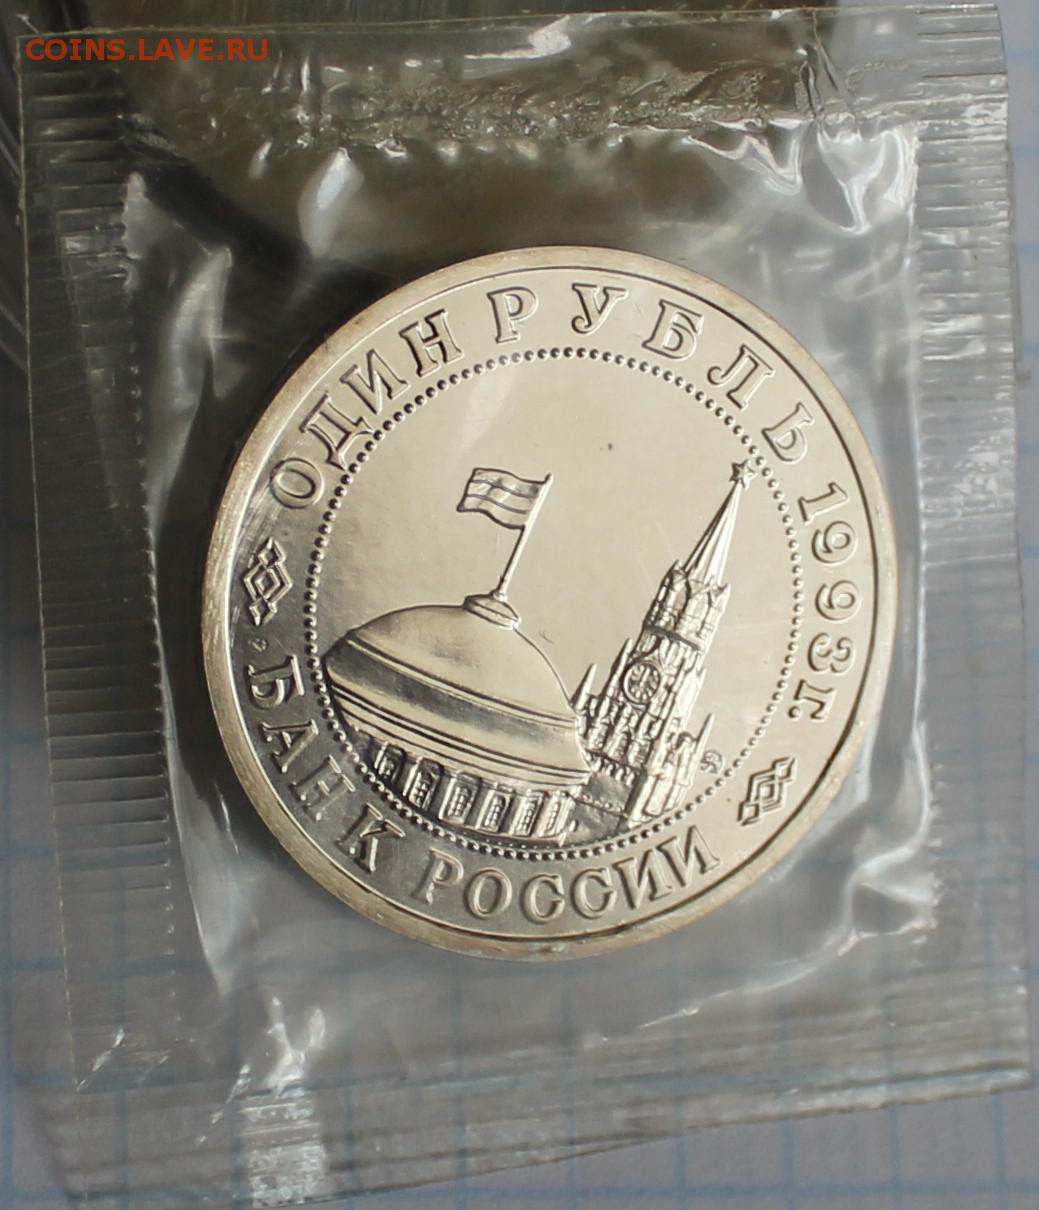 COINS.LAVE.RU
ОДИН РУБЛЬ 1993г.
БАНК РОССИИ